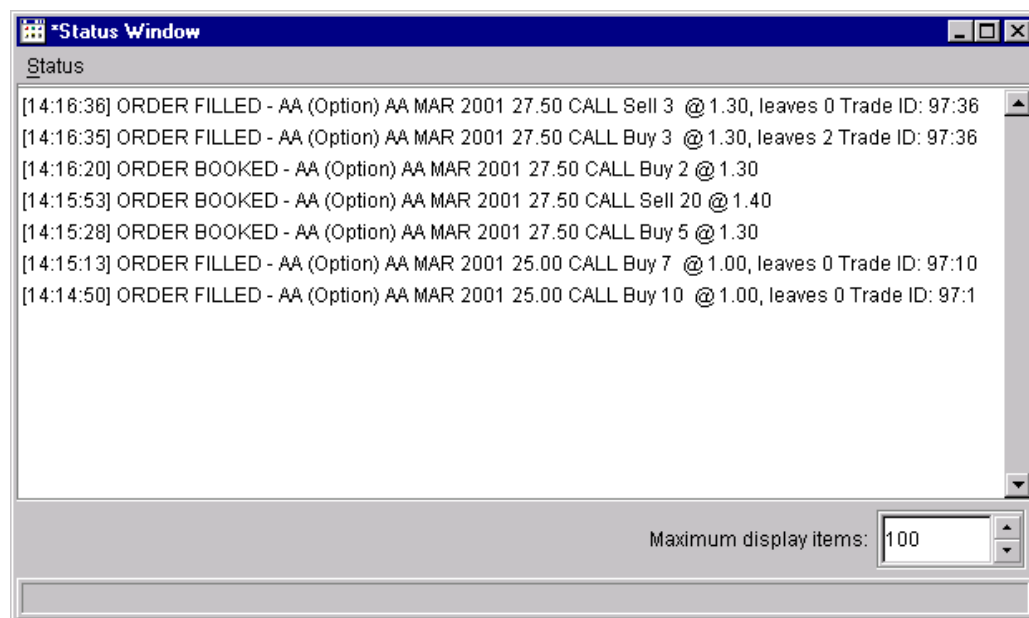 *Status Window
Status
[14:16:36] ORDER FILLED - AA (Option) AA MAR 2001 27.50 CALL Sell 3 @ 1.30, leaves 0 Trade ID: 97:36
[14:16:35] ORDER FILLED - AA (Option) AA MAR 2001 27.50 CALL Buy 3 @ 1.30, leaves 2 Trade ID: 97:36
[14:16:20] ORDER BOOKED - AA (Option) AA MAR 2001 27.50 CALL Buy 2 @ 1.30
[14:15:53] ORDER BOOKED - AA (Option) AA MAR 2001 27.50 CALL Sell 20 @ 1.40
[14:15:28] ORDER BOOKED - AA (Option) AA MAR 2001 27.50 CALL Buy 5 @ 1.30
[14:15:13] ORDER FILLED - AA (Option) AA MAR 2001 25.00 CALL Buy 7 @ 1.00, leaves 0 Trade ID: 97:10
[14:14:50] ORDER FILLED - AA (Option) AA MAR 2001 25.00 CALL Buy 10 @ 1.00, leaves 0 Trade ID: 97:1
Maximum display items: 100